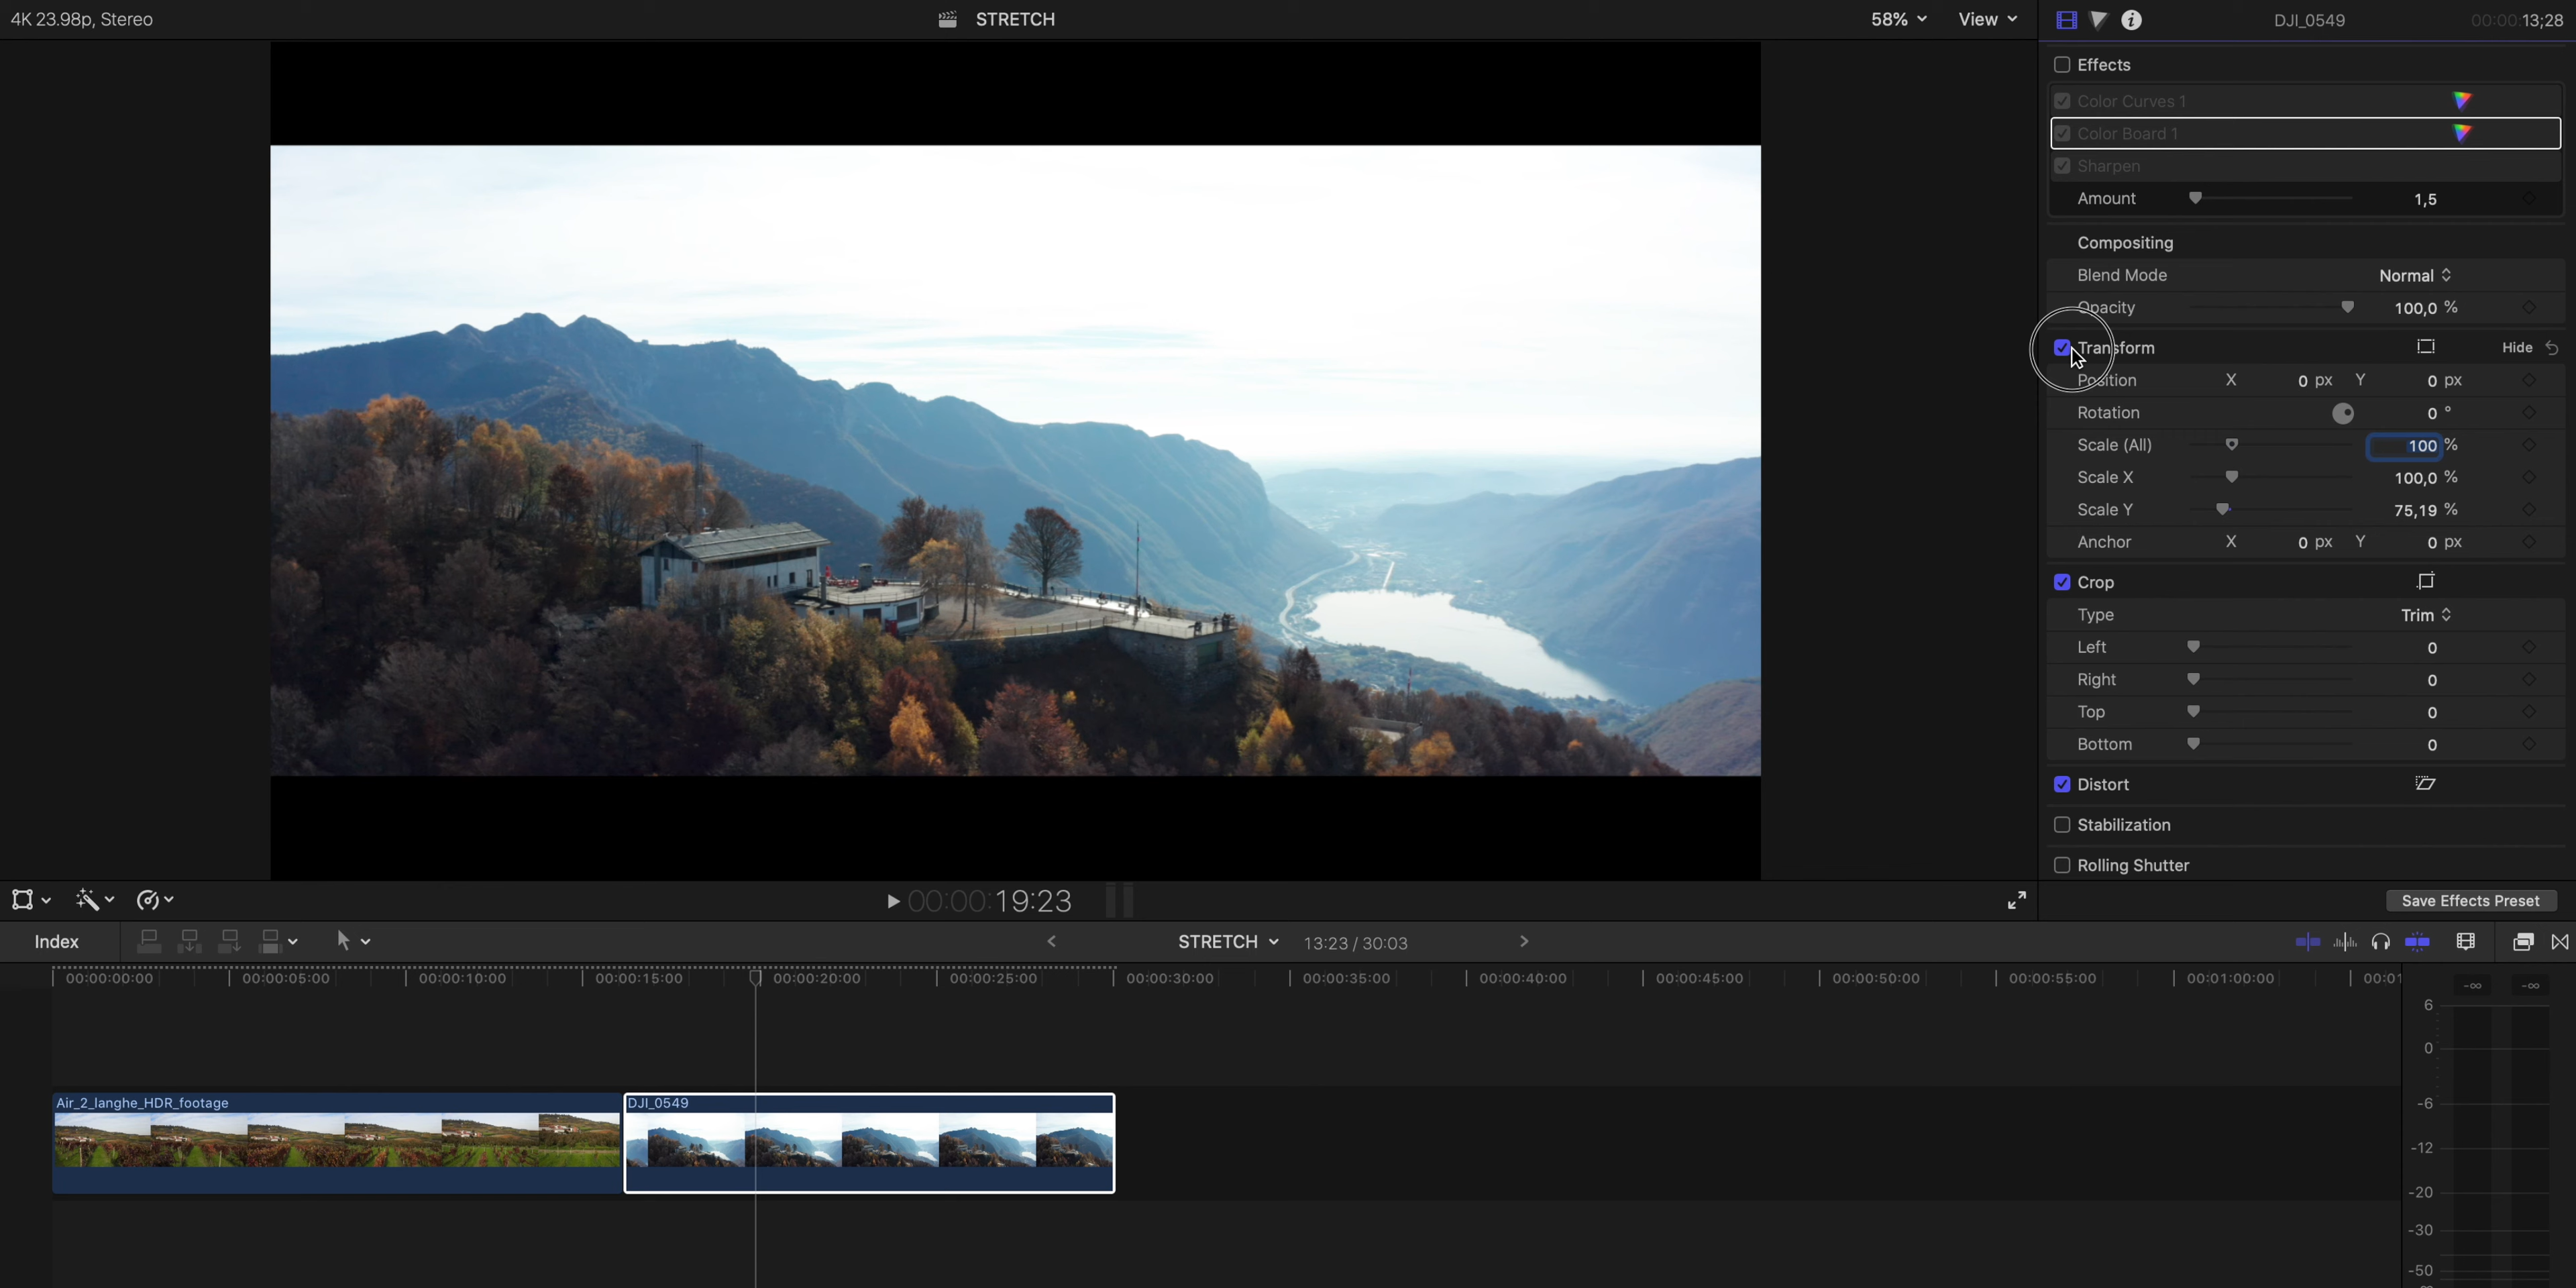 4K 23.98p, Stereo
STRETCH
58%
View
DJI_0549
00:00:13;28
Effects
Color Curves 1
Color Board 1
Sharpen
Amount 1,5
Compositing
Blend Mode Normal
Opacity 100,0 %
Transform Hide
Position X 0 px Y 0 px
Rotation 0 °
Scale (All) 100 %
Scale X 100,0 %
Scale Y 75,19 %
Anchor X 0 px Y 0 px
Crop
Type Trim
Left 0
Right 0
Top 0
Bottom 0
Distort
Stabilization
Rolling Shutter
00:00:19:23
Save Effects Preset
Index
STRETCH
13:23 / 30:03
00:00:00:00 00:00:05:00 00:00:10:00 00:00:15:00 00:00:20:00 00:00:25:00 00:00:30:00 00:00:35:00 00:00:40:00 00:00:45:00 00:00:50:00 00:00:55:00 00:01:00:00 00:01
-∞ -∞
6
0
-6
-12
-20
-30
-50
Air_2_langhe_HDR_footage
DJI_0549